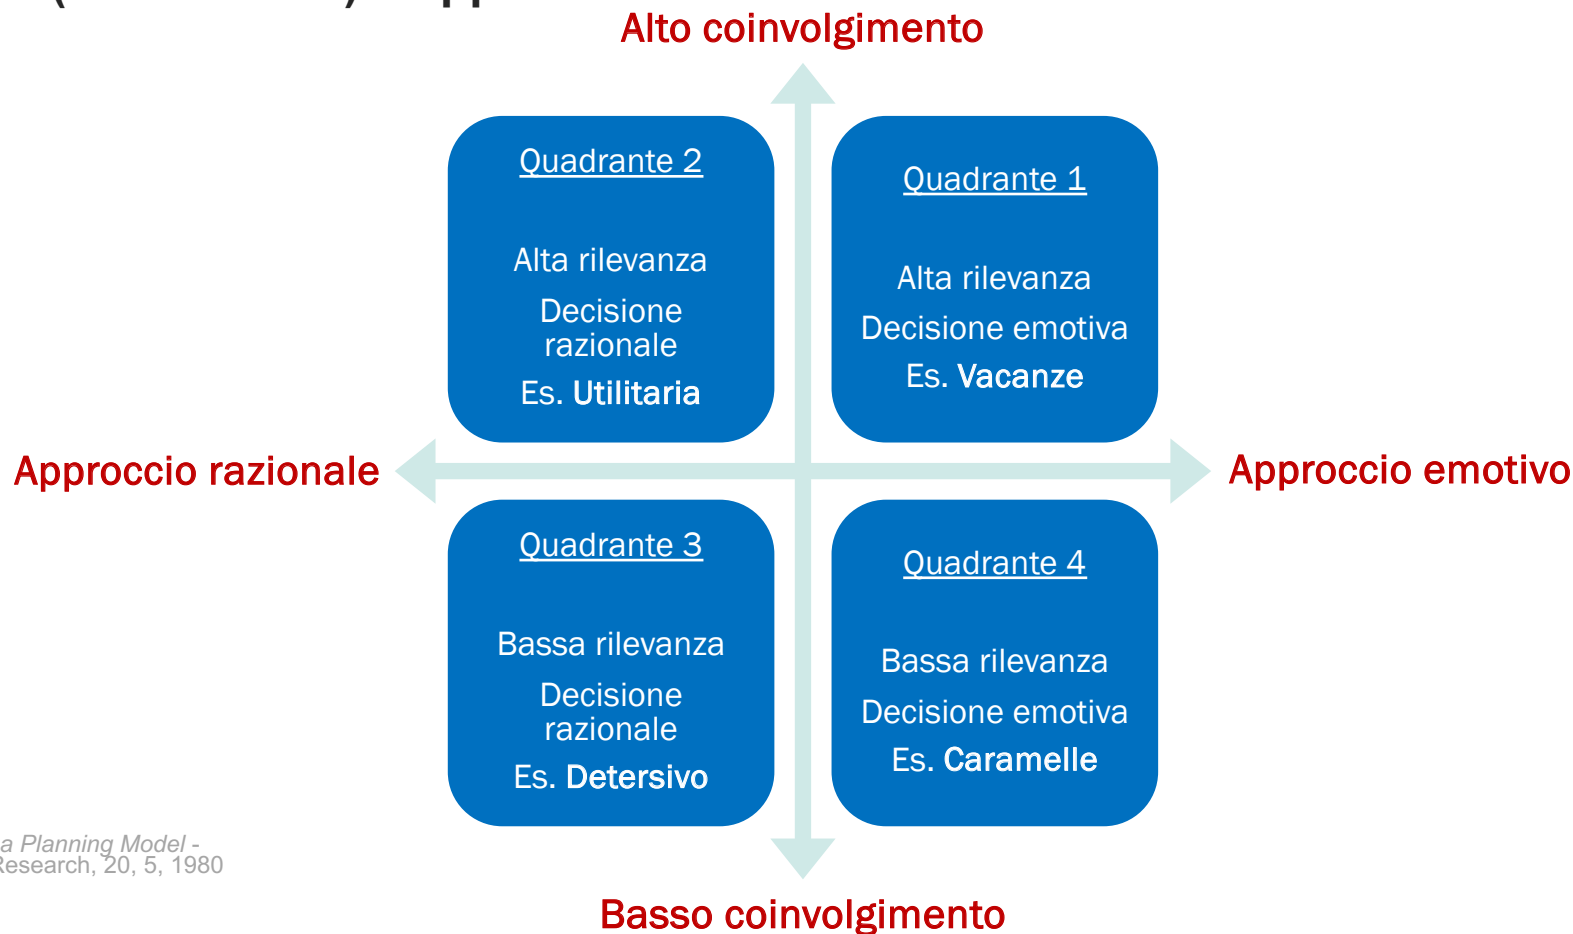 Alto coinvolgimento
Quadrante 2
Alta rilevanza
Decisione
razionale
Es. Utilitaria
Quadrante 1
Alta rilevanza
Decisione emotiva
Es. Vacanze
Approccio razionale
Approccio emotivo
Quadrante 3
Bassa rilevanza
Decisione
razionale
Es. Detersivo
Quadrante 4
Bassa rilevanza
Decisione emotiva
Es. Caramelle
a Planning Model -
Research, 20, 5, 1980
Basso coinvolgimento